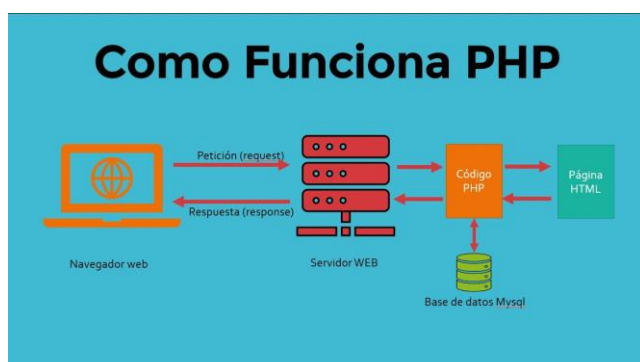 Como Funciona PHP
Petición (request)
Respuesta (response)
Código
PHP
Página
HTML
Navegador web
Servidor WEB
Base de datos Mysql